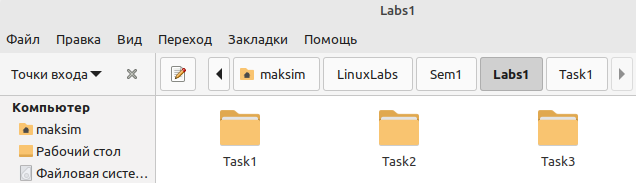 Labs1
Файл Правка Вид Переход Закладки Помощь
Точки входа maksim LinuxLabs Sem1 Labs1 Task1
Компьютер
maksim
Рабочий стол
Файловая систе...
Task1 Task2 Task3